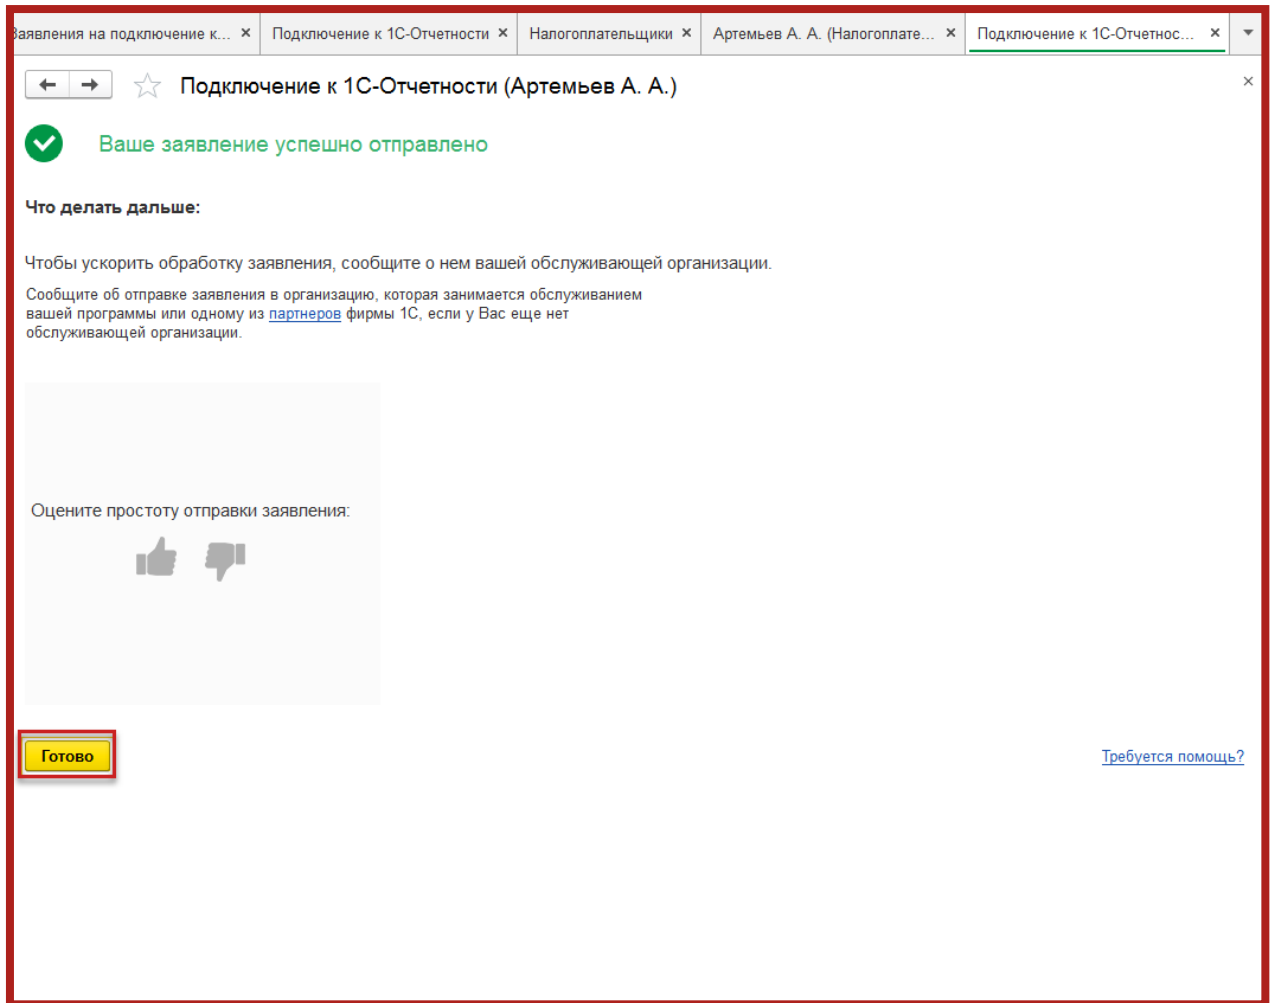 Заявления на подключение к...
Подключение к 1С-Отчетности
Налогоплательщики
Артемьев А. А. (Налогоплате...
Подключение к 1С-Отчетнос...
Подключение к 1С-Отчетности (Артемьев А. А.)
Ваше заявление успешно отправлено
Что делать дальше:
Чтобы ускорить обработку заявления, сообщите о нем вашей обслуживающей организации.
Сообщите об отправке заявления в организацию, которая занимается обслуживанием
вашей программы или одному из партнеров фирмы 1С, если у Вас еще нет
обслуживающей организации.
Оцените простоту отправки заявления:
Готово
Требуется помощь?